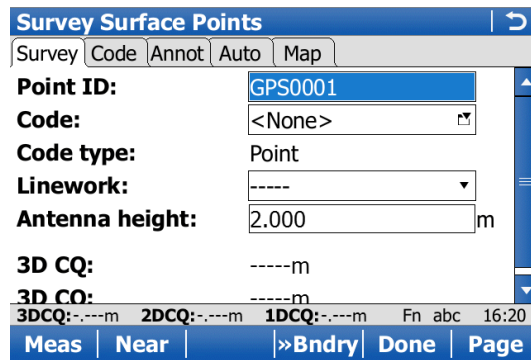 Survey Surface Points
Survey Code Annot Auto Map
Point ID: GPS0001
Code: <None>
Code type: Point
Linework: -----
Antenna height: 2.000 m
3D CQ: -----m
3D CQ: -----m
3DCQ:-.---m 2DCQ:-.---m 1DCQ:-.---m Fn abc 16:20
Meas Near »Bndry Done Page